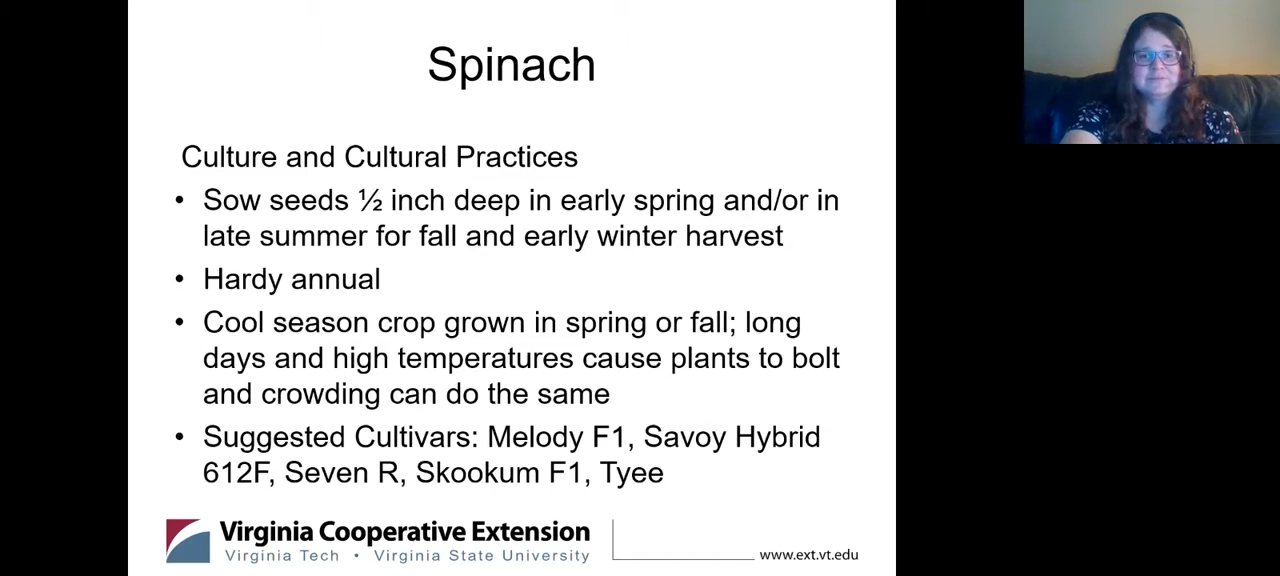 Spinach
Culture and Cultural Practices
• Sow seeds ½ inch deep in early spring and/or in
late summer for fall and early winter harvest
• Hardy annual
• Cool season crop grown in spring or fall; long
days and high temperatures cause plants to bolt
and crowding can do the same
• Suggested Cultivars: Melody F1, Savoy Hybrid
612F, Seven R, Skookum F1, Tyee
Virginia Cooperative Extension
Virginia Tech • Virginia State University
www.ext.vt.edu